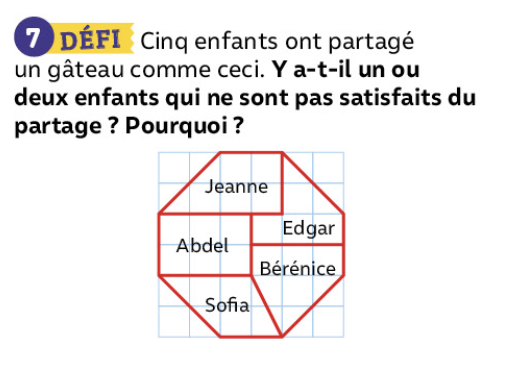 7 DÉFI Cinq enfants ont partagé
un gâteau comme ceci. Y a-t-il un ou
deux enfants qui ne sont pas satisfaits du
partage ? Pourquoi ?
Jeanne
Edgar
Abdel
Bérénice
Sofia